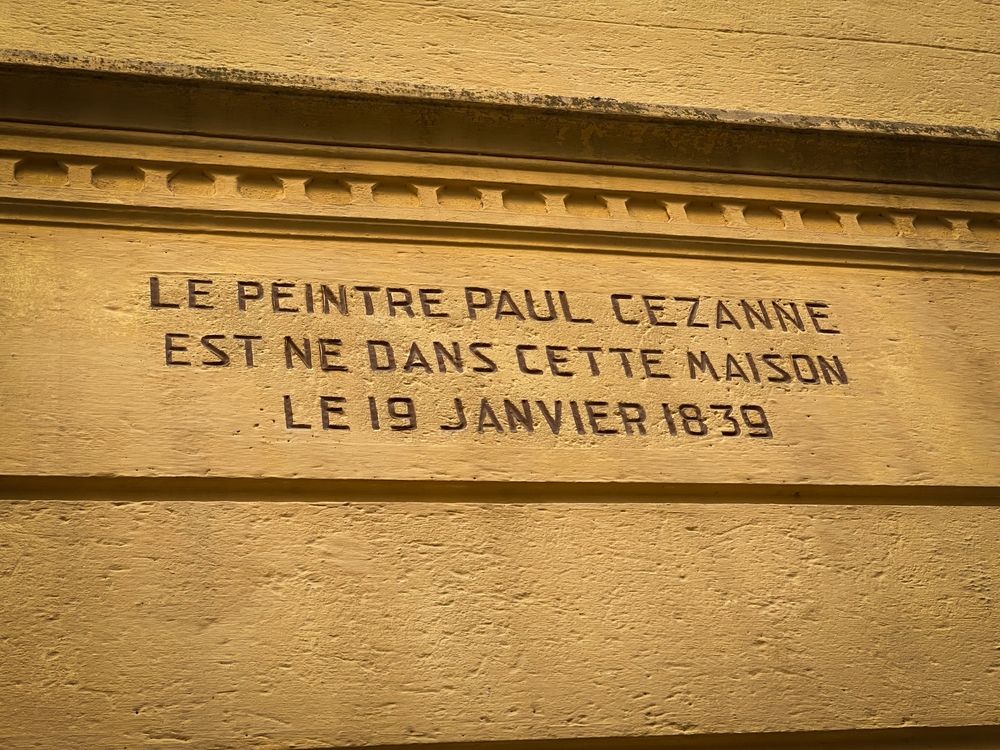 LE PEINTRE PAUL CEZANNE
EST NE DANS CETTE MAISON
LE 19 JANVIER 1839